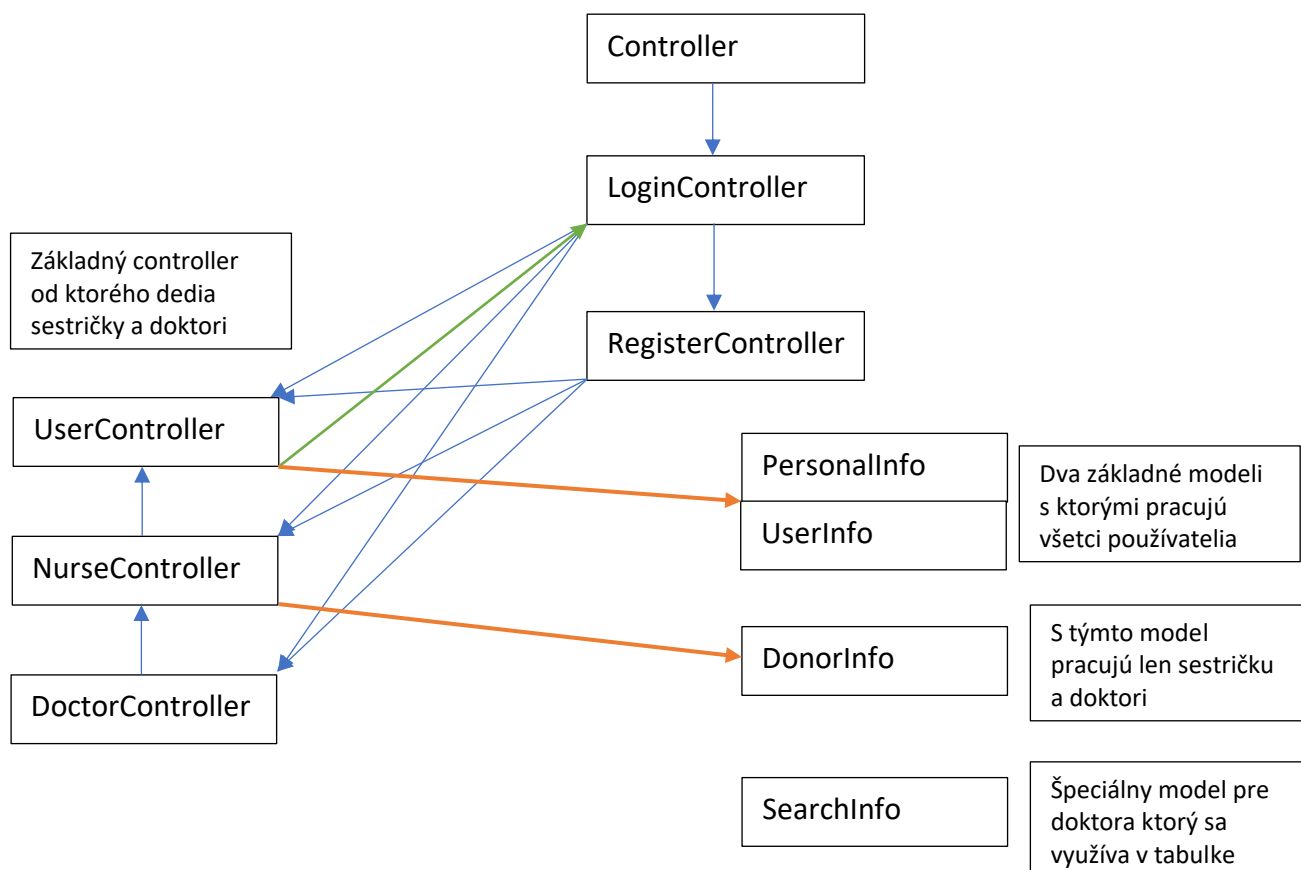 Controller
LoginController
Základný controller
od ktorého dedia
sestričky a doktori
RegisterController
UserController
PersonalInfo
Dva základné modeli
s ktorými pracujú
všetci používatelia
UserInfo
NurseController
DonorInfo
S týmto model
pracujú len sestričku
a doktori
DoctorController
SearchInfo
Špeciálny model pre
doktora ktorý sa
využíva v tabulke